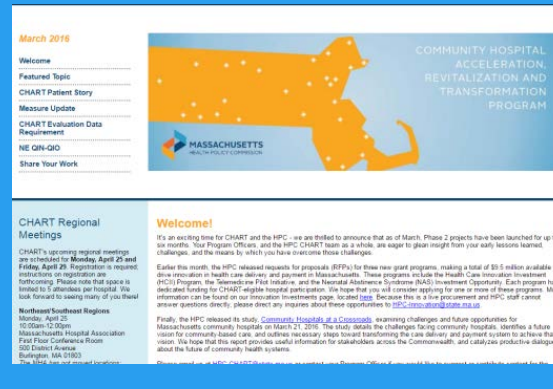 March 2016
Welcome
Featured Topic
CHART Patient Story
Measure Update
CHART Evaluation Data
Requirement
NE QIN-QIO
Share Your Work
COMMUNITY HOSPITAL
ACCELERATION,
REVITALIZATION AND
TRANSFORMATION
PROGRAM
MASSACHUSETTS
HEALTH POLICY COMMISSION
CHART Regional
Meetings
CHART's upcoming regional meetings
are scheduled for Monday, April 25 and
Friday, April 29. Registration is required,
instructions on registration are
forthcoming. Please note that space is
limited to 5 attendees per hospital. We
look forward to seeing many of you there!
Northeast/Southeast Regions
Monday, April 25
10:00am-12:00pm
Massachusetts Hospital Association
First Floor Conference Room
500 District Avenue
Burlington, MA 01803
The MHA has moved locations;
Welcome!
It's an exciting time for CHART and the HPC - we are thrilled to announce that as of March, Phase 2 projects have been launched for up
six months. Your Program Officers, and the HPC CHART team as a whole, are eager to glean insight from your early lessons learned,
challenges, and the means by which you have overcome those challenges.
Earlier this month, the HPC released requests for proposals (RFPs) for three new grant programs, making a total of $9.5 million available
drive innovation in health care delivery and payment in Massachusetts. These programs include the Health Care Innovation Investment
(HCII) Program, the Telemedicine Pilot Initiative, and the Neonatal Abstinence Syndrome (NAS) Investment Opportunity. Each program h
dedicated funding for CHART-eligible hospital participation. We hope that you will consider applying for one or more of these programs. M
information can be found on our Innovation Investments page, located here. Because this is a live procurement and HPC staff cannot
answer questions directly, please direct any inquiries about these opportunities to HPC-Innovation@state.ma.us.
Finally, the HPC released its study, Community Hospitals at a Crossroads, examining challenges and future opportunities for
Massachusetts community hospitals on March 21, 2016. The study details the challenges facing community hospitals, identifies a future
vision for community-based care, and outlines necessary steps toward transforming the care delivery and payment system to achieve tha
vision. We hope that this report provides useful information for stakeholders across the Commonwealth, and catalyzes productive dialogu
about the future of community health systems.